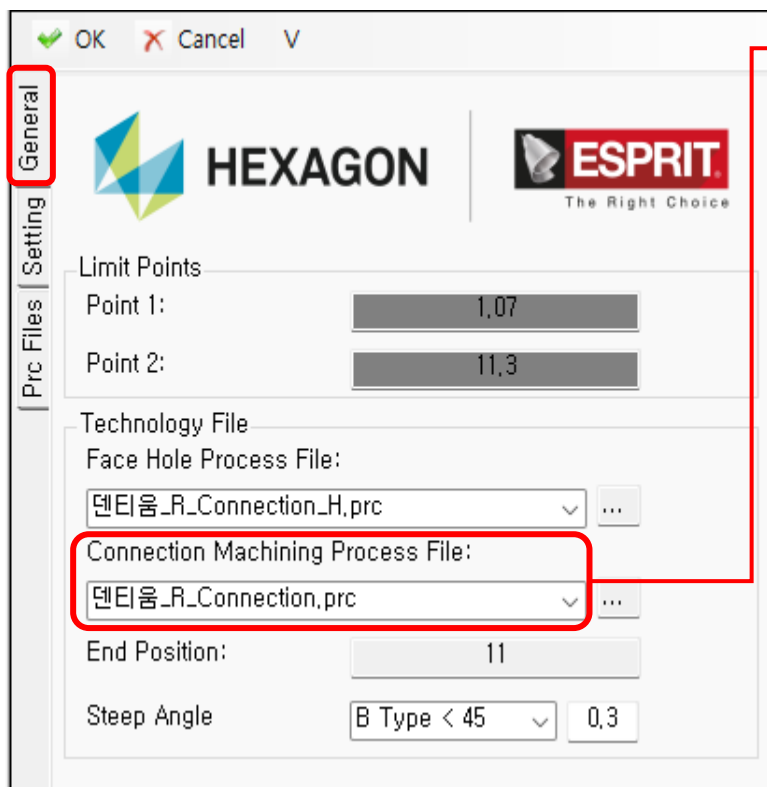 OK Cancel V
General
Setting
Prc Files
HEXAGON
ESPRIT.
The Right Choice
Limit Points
Point 1: 1,07
Point 2: 11,3
Technology File
Face Hole Process File:
덴티움_R_Connection_H,prc ...
Connection Machining Process File:
덴티움_R_Connection,prc ...
End Position: 11
Steep Angle B Type < 45 0,3